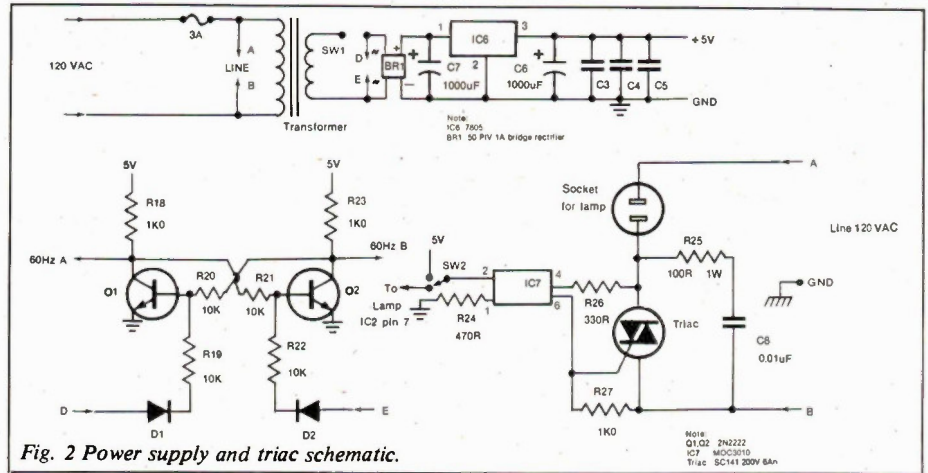 3A
120 VAC
A
LINE
B
Transformer
SW1
D
E
BR1
+
−
+
C7
1000uF
1
IC6
2
3
+
C6
1000uF
C3
C4
C5
+5V
GND
Note:
IC6 7805
BR1 50 PIV 1A bridge rectifier
5V
R18
1K0
60Hz A
Q1
R20
10K
R21
10K
5V
R23
1K0
60Hz B
Q2
R19
10K
R22
10K
D
D1
D2
E
5V
SW2
To
Lamp
IC2 pin 7
R24
470R
2
1
IC7
4
6
R26
330R
R27
1K0
Socket
for lamp
Triac
R25
100R 1W
C8
0.01uF
A
Line 120 VAC
GND
B
Note:
Q1,Q2 2N2222
IC7 MOC3010
Triac SC141 200V 6An
Fig. 2 Power supply and triac schematic.